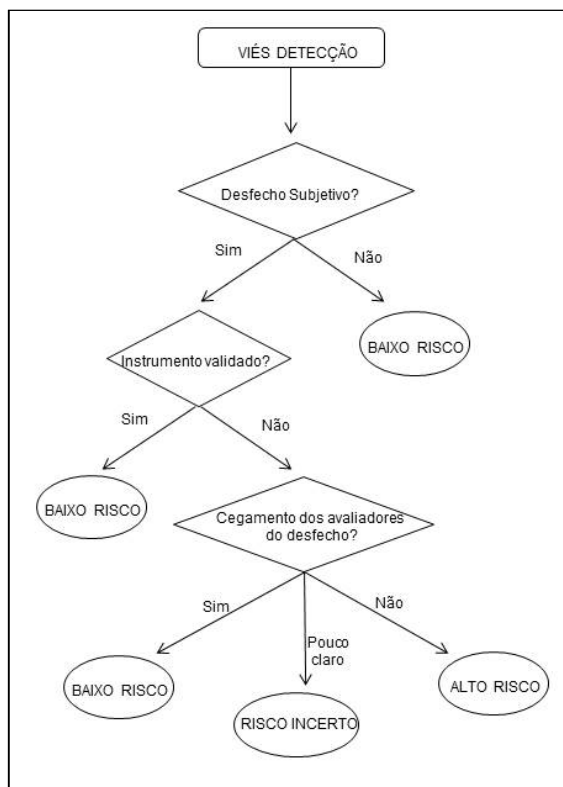 VIÉS DETECÇÃO
Desfecho Subjetivo?
Sim
Não
BAIXO RISCO
Instrumento validado?
Sim
Não
BAIXO RISCO
Cegamento dos avaliadores
do desfecho?
Sim
Pouco
claro
Não
BAIXO RISCO
RISCO INCERTO
ALTO RISCO